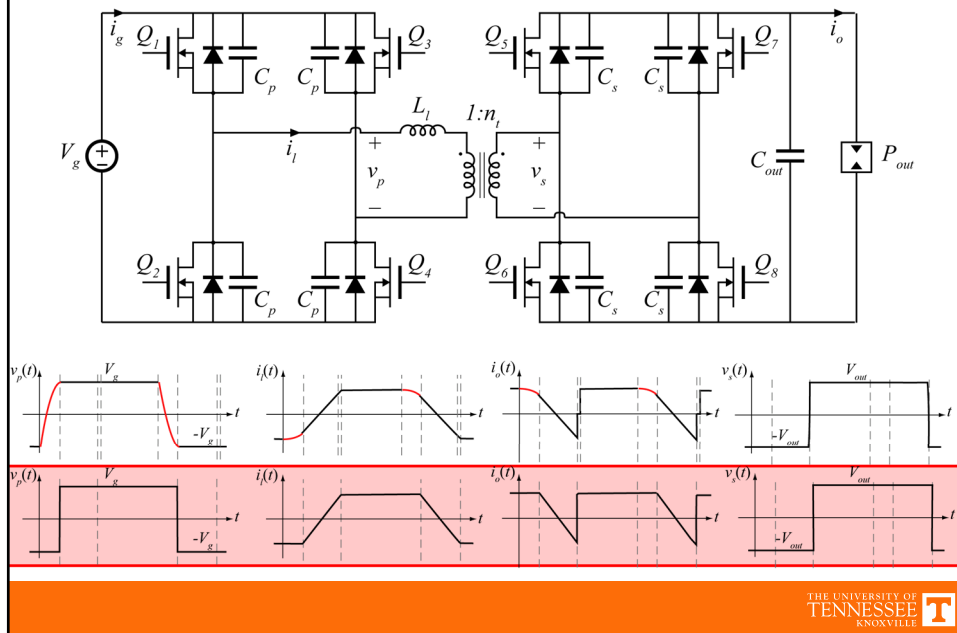 i_g Q_1 Q_3 Q_5 Q_7 i_o
C_p C_p C_s C_s
L_l 1:n_t
V_g i_l + v_p − + v_s − C_out P_out
Q_2 Q_4 Q_6 Q_8
C_p C_p C_s C_s
v_p(t) V_g -V_g t
i_l(t) t
i_o(t) t
v_s(t) V_out -V_out t
v_p(t) V_g -V_g t
i_l(t) t
i_o(t) t
v_s(t) V_out -V_out t
THE UNIVERSITY OF
TENNESSEE
KNOXVILLE
T